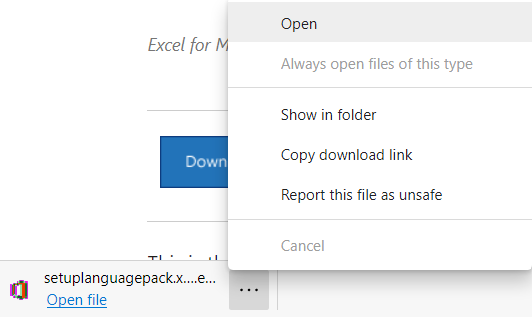 Excel for M
Down
This is th
setuplanguagepack.x....e...
Open file
...
Open
Always open files of this type
Show in folder
Copy download link
Report this file as unsafe
Cancel